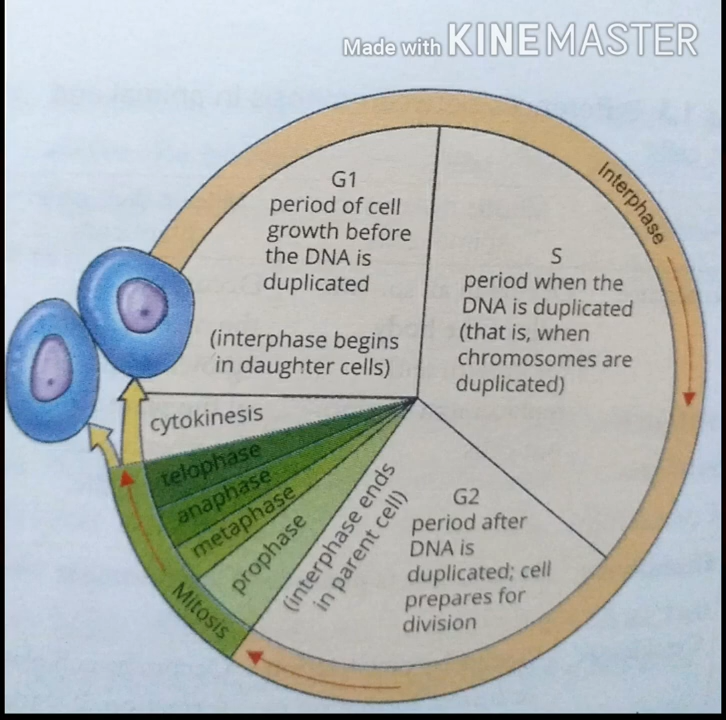 Made with KINEMASTER
Interphase
G1
period of cell
growth before
the DNA is
duplicated
(interphase begins
in daughter cells)
S
period when the
DNA is duplicated
(that is, when
chromosomes are
duplicated)
G2
period after
DNA is
duplicated; cell
prepares for
division
(interphase ends
in parent cell)
prophase
metaphase
anaphase
telophase
cytokinesis
Mitosis